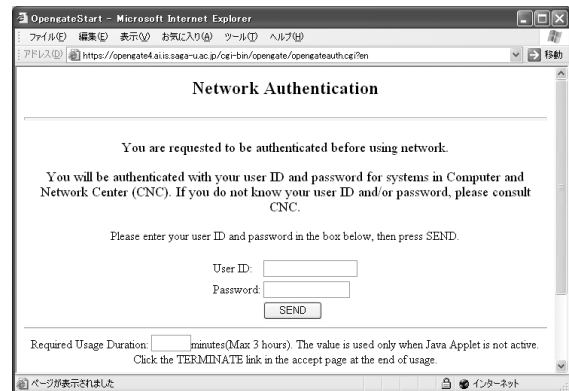 OpengateStart - Microsoft Internet Explorer
ファイル(F) 編集(E) 表示(V) お気に入り(A) ツール(T) ヘルプ(H)
アドレス(D) https://opengate4.ai.is.saga-u.ac.jp/cgi-bin/opengate/opengateauth.cgi?en 移動
Network Authentication
You are requested to be authenticated before using network.
You will be authenticated with your user ID and password for systems in Computer and
Network Center (CNC). If you do not know your user ID and/or password, please consult
CNC.
Please enter your user ID and password in the box below, then press SEND.
User ID:
Password:
SEND
Required Usage Duration: minutes(Max 3 hours). The value is used only when Java Applet is not active.
Click the TERMINATE link in the accept page at the end of usage.
ページが表示されました インターネット